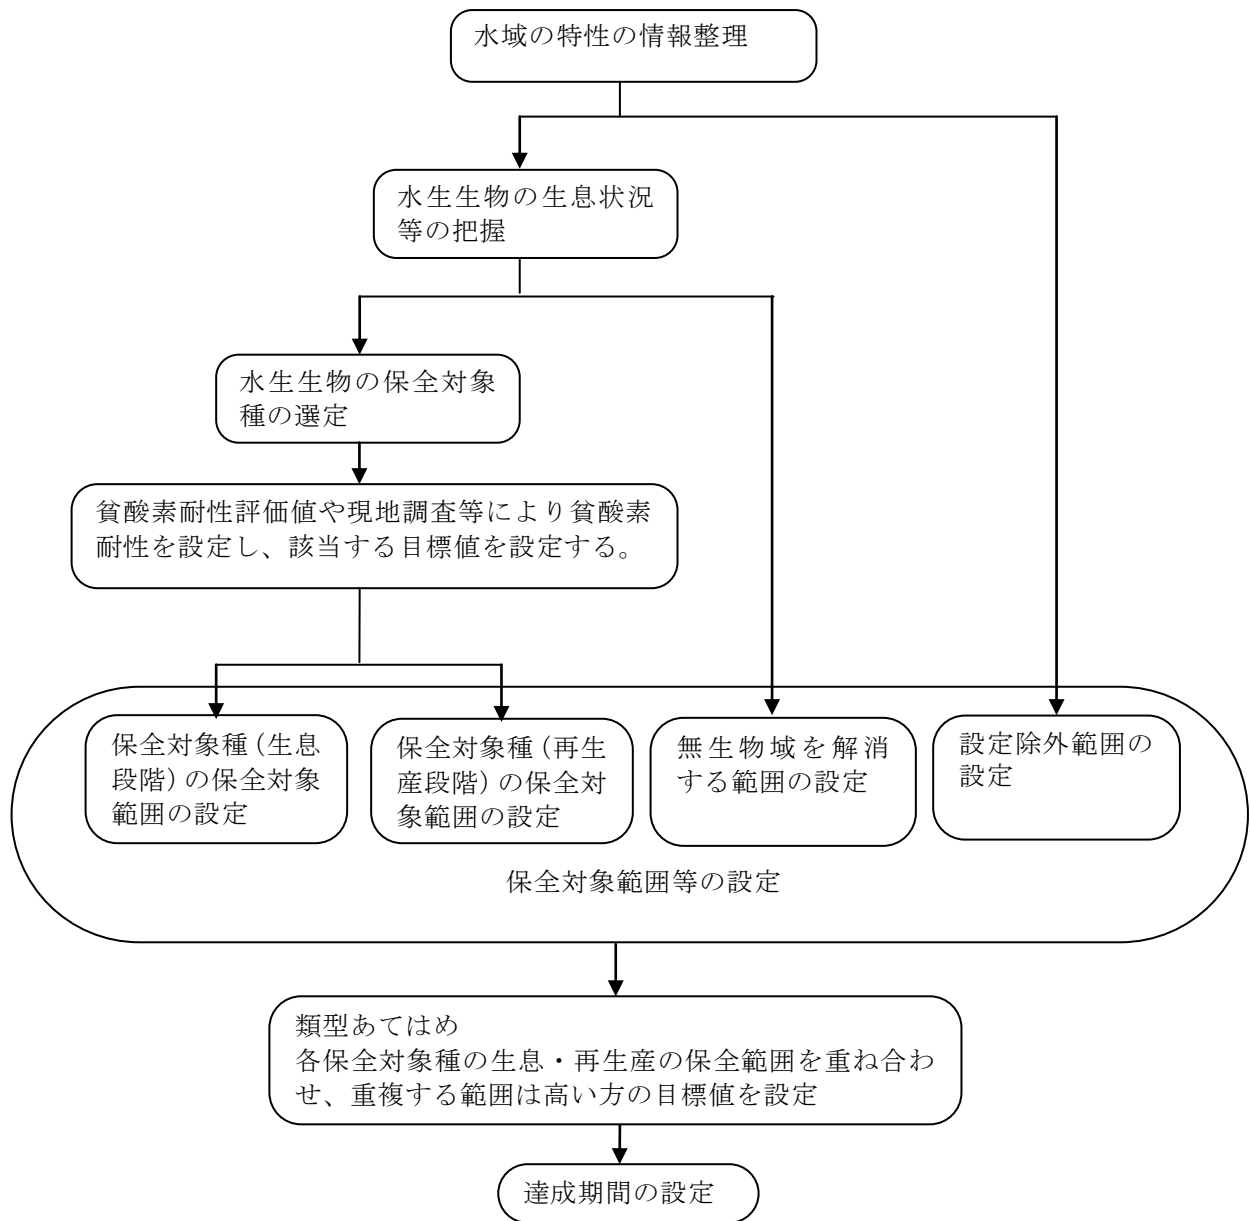 水域の特性の情報整理
水生生物の生息状況
等の把握
水生生物の保全対象
種の選定
貧酸素耐性評価値や現地調査等により貧酸素
耐性を設定し、該当する目標値を設定する。
保全対象種（生息
段階）の保全対象
範囲の設定
保全対象種（再生
産段階）の保全対
象範囲の設定
無生物域を解消
する範囲の設定
設定除外範囲の
設定
保全対象範囲等の設定
類型あてはめ
各保全対象種の生息・再生産の保全範囲を重ね合わ
せ、重複する範囲は高い方の目標値を設定
達成期間の設定